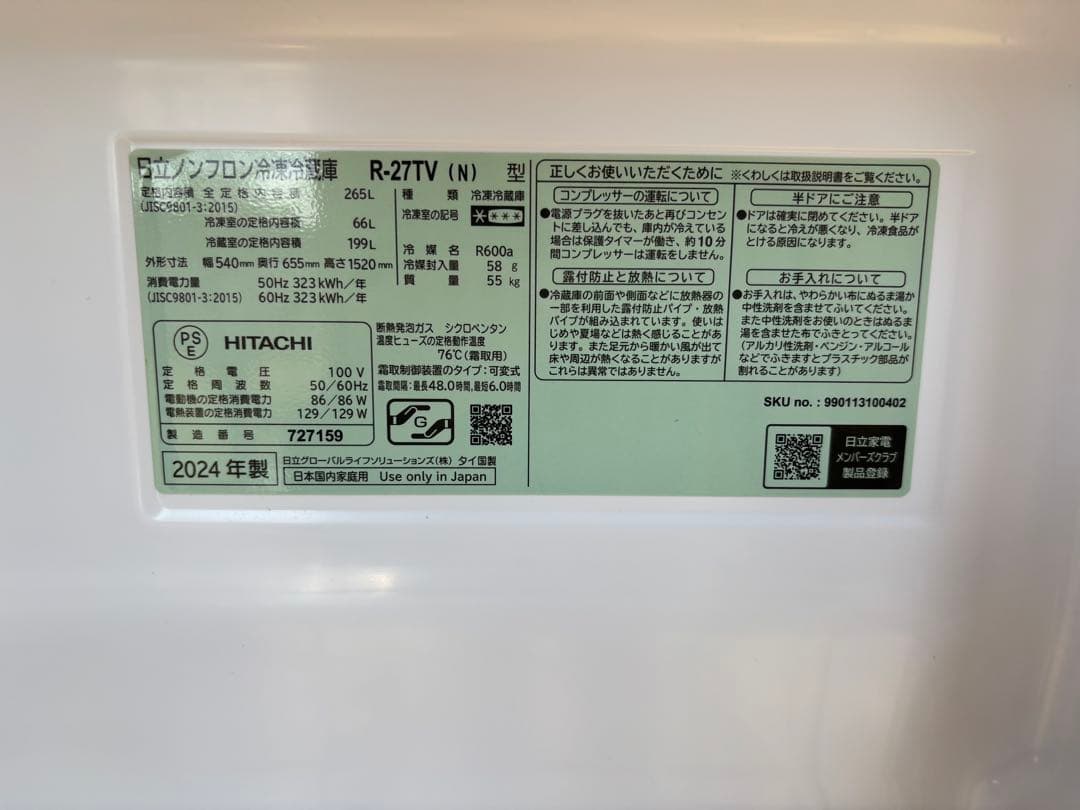 日立ノンフロン冷凍冷蔵庫 R-27TV (N) 型
定格内容積 全定格内容積 265L
(JISC9801-3:2015)
冷凍室の定格内容積 66L
冷蔵室の定格内容積 199L
外形寸法 幅540mm 奥行655mm 高さ1520mm
消費電力量 50Hz 323kWh/年
(JISC9801-3:2015) 60Hz 323kWh/年
種類 冷凍冷蔵庫
冷凍室の記号 ****
冷媒名 R600a
冷媒封入量 58 g
質量 55 kg
PS
E
HITACHI
定格電圧 100 V
定格周波数 50/60Hz
電動機の定格消費電力 86/86 W
電熱装置の定格消費電力 129/129 W
製造番号 727159
断熱発泡ガス シクロペンタン
温度ヒューズの定格動作温度
76℃(霜取用)
霜取制御装置のタイプ:可変式
霜取間隔:最長48.0時間,最短6.0時間
G
2024年製
日立グローバルライフソリューションズ(株) タイ国製
日本国内家庭用 Use only in Japan
正しくお使いいただくために ※くわしくは取扱説明書をご覧ください。
コンプレッサーの運転について
●電源プラグを抜いたあと再びコンセン
トに差し込んでも、庫内が冷えている
場合は保護タイマーが働き、約10分
間コンプレッサーは運転をしません。
露付防止と放熱について
●冷蔵庫の前面や側面などに放熱器の
一部を利用した露付防止パイプ・放熱
パイプが組み込まれています。使いは
じめや夏場などは熱く感じることがあ
ります。また足元から暖かい風が出て
床や周辺が熱くなることがありますが
これらは異常ではありません。
半ドアにご注意
●ドアは確実に閉めてください。半ドア
になると冷えが悪くなり、冷凍食品が
とける原因になります。
お手入れについて
●お手入れは、やわらかい布にぬるま湯か
中性洗剤を含ませてふいてください。
また中性洗剤をお使いのときはぬるま
湯を含ませた布でふきとってください。
(アルカリ性洗剤・ベンジン・アルコール
などでふきますとプラスチック部品が
割れることがあります)
SKU no. : 990113100402
日立家電
メンバーズクラブ
製品登録